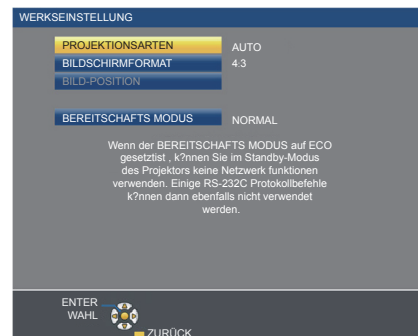 WERKSEINSTELLUNG
PROJEKTIONSARTEN AUTO
BILDSCHIRMFORMAT 4:3
BILD-POSITION
BEREITSCHAFTS MODUS NORMAL
Wenn der BEREITSCHAFTS MODUS auf ECO
gesetztist , k?nnen Sie im Standby-Modus
des Projektors keine Netzwerk funktionen
verwenden. Einige RS-232C Protokollbefehle
k?nnen dann ebenfalls nicht verwendet
werden.
ENTER
WAHL
ZURÜCK